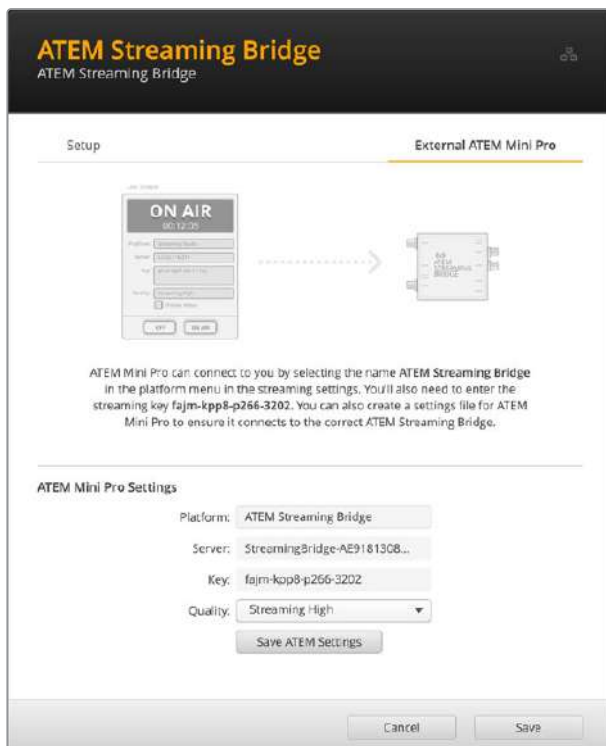 ATEM Streaming Bridge
ATEM Streaming Bridge
Setup
External ATEM Mini Pro
ON AIR
00:12:05
OFF
ON AIR
ATEM
STREAMING
BRIDGE
ATEM Mini Pro can connect to you by selecting the name ATEM Streaming Bridge
in the platform menu in the streaming settings. You'll also need to enter the
streaming key fajm-kpp8-p266-3202. You can also create a settings file for ATEM
Mini Pro to ensure it connects to the correct ATEM Streaming Bridge.
ATEM Mini Pro Settings
Platform: ATEM Streaming Bridge
Server: StreamingBridge-AE9181308...
Key: fajm-kpp8-p266-3202
Quality: Streaming High
Save ATEM Settings
Cancel
Save